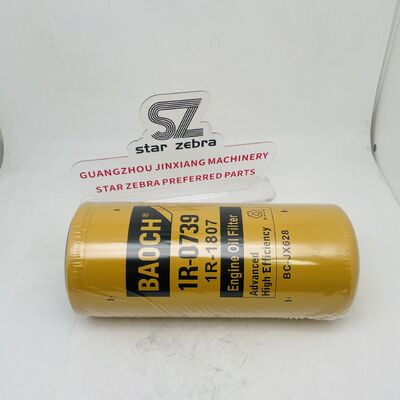 SZ
star zebra
GUANGZHOU JINXIANG MACHINERY
STAR ZEBRA PREFERRED PARTS
BAOCH®
1R-0739
1R-1807
Engine Oil Filter
Advanced
High Efficiency
BC-JX628